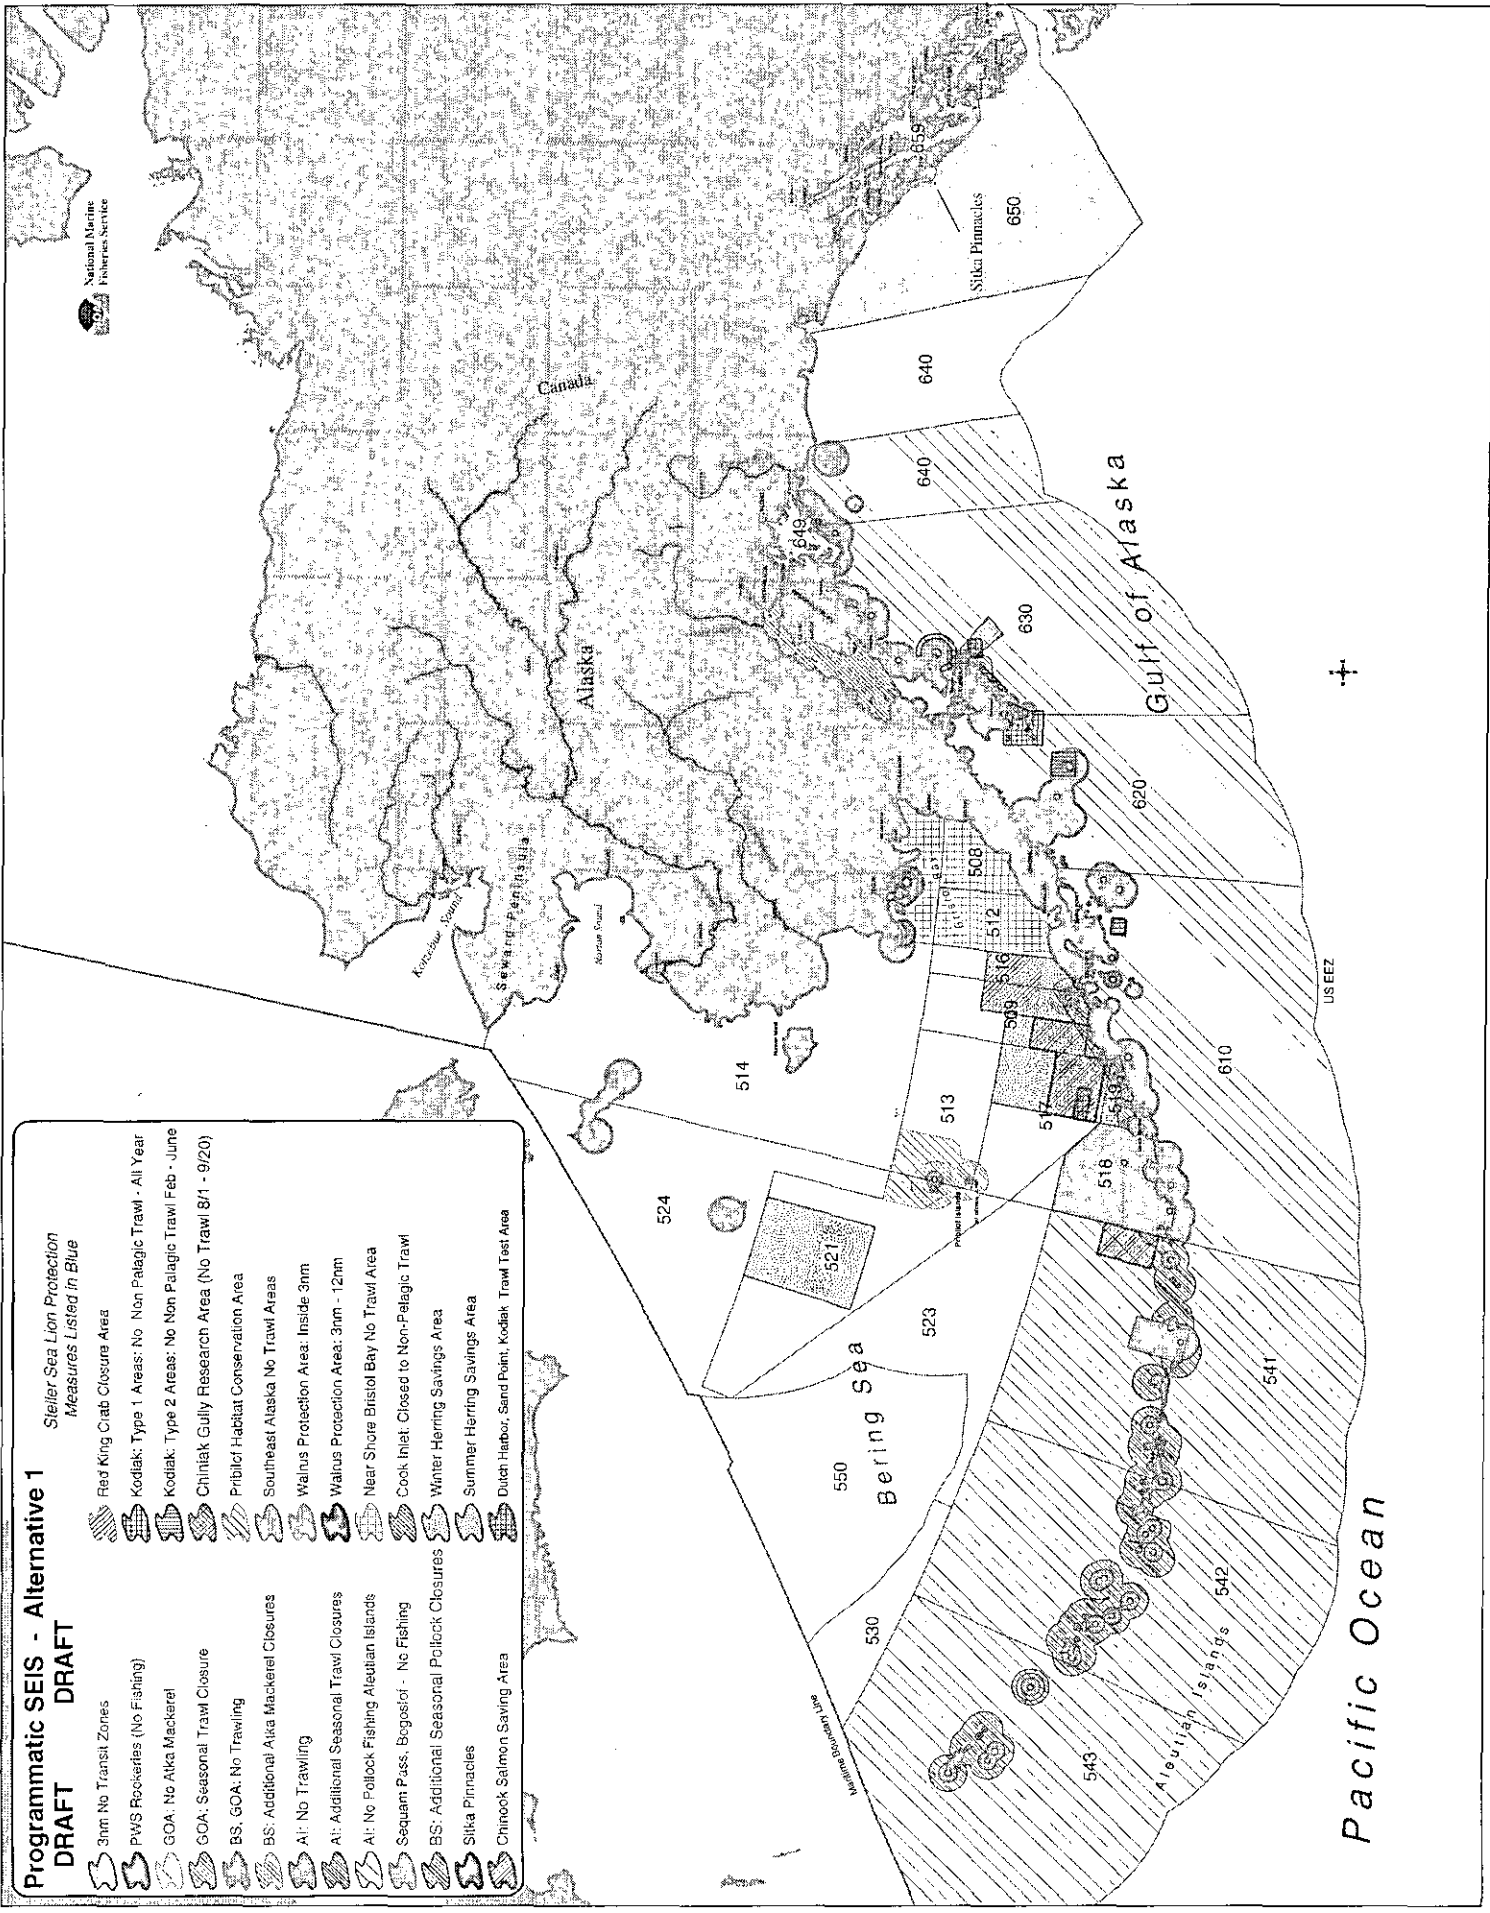 Programmatic SEIS - Alternative 1
DRAFT DRAFT
Steller Sea Lion Protection
Measures Listed in Blue
3nm No Transit Zones
PWS Rookeries (No Fishing)
GOA: No Atka Mackerel
GOA: Seasonal Trawl Closure
BS, GOA: No Trawling
BS: Additional Atka Mackerel Closures
AI: No Trawling
AI: Additional Seasonal Trawl Closures
AI: No Pollock Fishing Aleutian Islands
Seguam Pass, Bogoslof - No Fishing
BS: Additional Seasonal Pollock Closures
Sitka Pinnacles
Chinook Salmon Saving Area
Red King Crab Closure Area
Kodiak: Type 1 Areas: No Non Palagic Trawl - All Year
Kodiak: Type 2 Areas: No Non Palagic Trawl Feb - June
Chiniak Gully Research Area (No Trawl 8/1 - 9/20)
Pribilof Habitat Conservation Area
Southeast Alaska No Trawl Areas
Walrus Protection Area: Inside 3nm
Walrus Protection Area: 3nm - 12nm
Near Shore Bristol Bay No Trawl Area
Cook Inlet: Closed to Non-Pelagic Trawl
Winter Herring Savings Area
Summer Herring Savings Area
Dutch Harbor, Sand Point, Kodiak Trawl Test Area
National Marine
Fisheries Service
Canada
Alaska
Kotzebue Sound
Seward Peninsula
Norton Sound
659
Sitka Pinnacles
650
640
640
649
630
Gulf of Alaska
620
508
512
516
509
514
513
517
519
518
610
US EEZ
524
521
Pribilof Islands
523
Bering Sea
550
530
541
542
543
Aleutian Islands
Maritime Boundary Line
Pacific Ocean